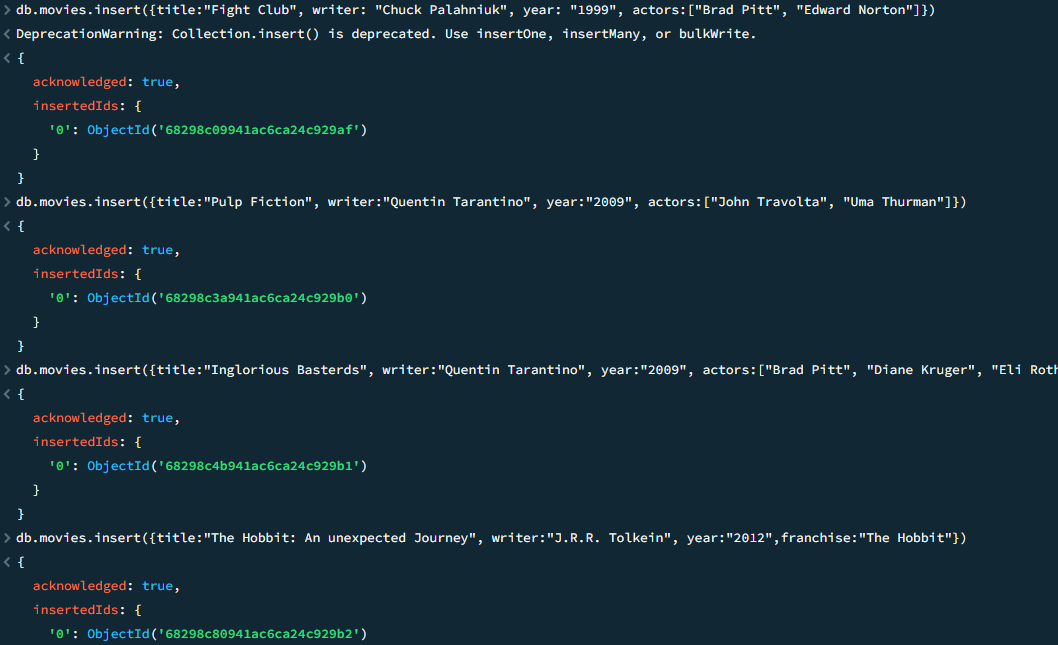 > db.movies.insert({title:"Fight Club", writer: "Chuck Palahniuk", year: "1999", actors:["Brad Pitt", "Edward Norton"]})
< DeprecationWarning: Collection.insert() is deprecated. Use insertOne, insertMany, or bulkWrite.
< {
acknowledged: true,
insertedIds: {
'0': ObjectId('68298c09941ac6ca24c929af')
}
}
> db.movies.insert({title:"Pulp Fiction", writer:"Quentin Tarantino", year:"2009", actors:["John Travolta", "Uma Thurman"]})
< {
acknowledged: true,
insertedIds: {
'0': ObjectId('68298c3a941ac6ca24c929b0')
}
}
> db.movies.insert({title:"Inglorious Basterds", writer:"Quentin Tarantino", year:"2009", actors:["Brad Pitt", "Diane Kruger", "Eli Roth
< {
acknowledged: true,
insertedIds: {
'0': ObjectId('68298c4b941ac6ca24c929b1')
}
}
> db.movies.insert({title:"The Hobbit: An unexpected Journey", writer:"J.R.R. Tolkein", year:"2012",franchise:"The Hobbit"})
< {
acknowledged: true,
insertedIds: {
'0': ObjectId('68298c80941ac6ca24c929b2')